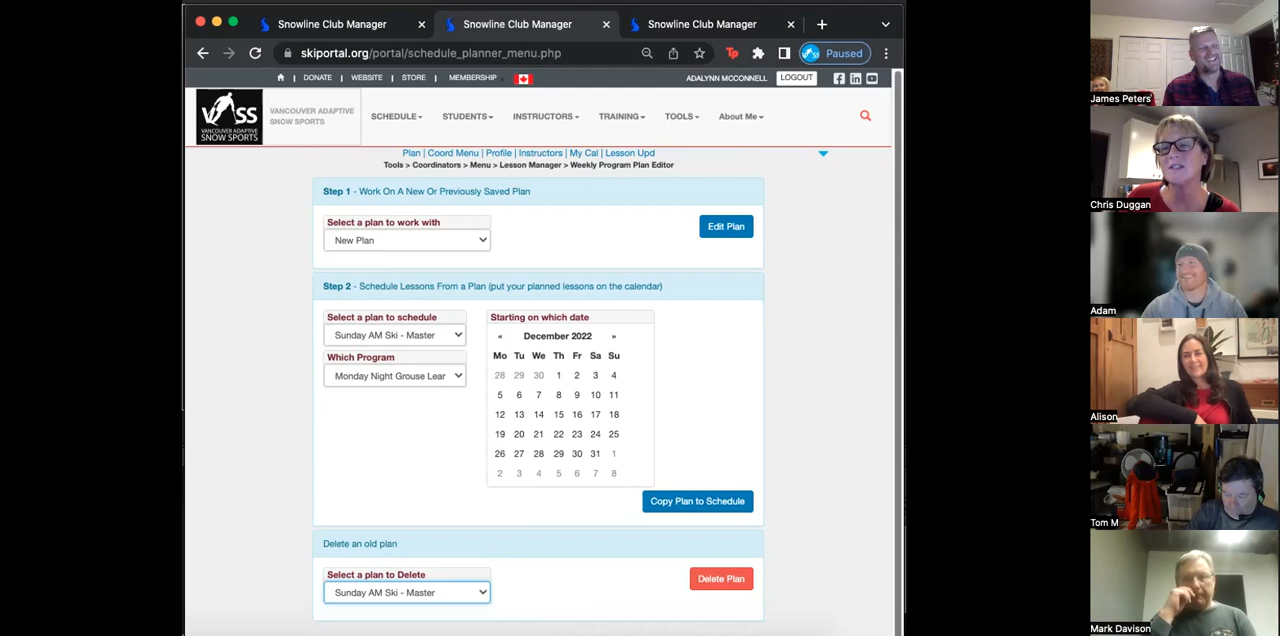 Snowline Club Manager
Snowline Club Manager
Snowline Club Manager
skiportal.org/portal/schedule_planner_menu.php
Tp
Paused
DONATE
WEBSITE
STORE
MEMBERSHIP
ADALYNN MCCONNELL
LOGOUT
VASS
VANCOUVER ADAPTIVE
SNOW SPORTS
VANCOUVER ADAPTIVE
SNOW SPORTS
SCHEDULE
STUDENTS
INSTRUCTORS
TRAINING
TOOLS
About Me
Plan | Coord Menu | Profile | Instructors | My Cal | Lesson Upd
Tools > Coordinators > Menu > Lesson Manager > Weekly Program Plan Editor
Step 1 - Work On A New Or Previously Saved Plan
Select a plan to work with
New Plan
Edit Plan
Step 2 - Schedule Lessons From a Plan (put your planned lessons on the calendar)
Select a plan to schedule
Sunday AM Ski - Master
Which Program
Monday Night Grouse Lear
Starting on which date
« December 2022 »
Mo Tu We Th Fr Sa Su
28 29 30 1 2 3 4
5 6 7 8 9 10 11
12 13 14 15 16 17 18
19 20 21 22 23 24 25
26 27 28 29 30 31 1
2 3 4 5 6 7 8
Copy Plan to Schedule
Delete an old plan
Select a plan to Delete
Sunday AM Ski - Master
Delete Plan
James Peters
Chris Duggan
Adam
Alison
Tom M
Mark Davison